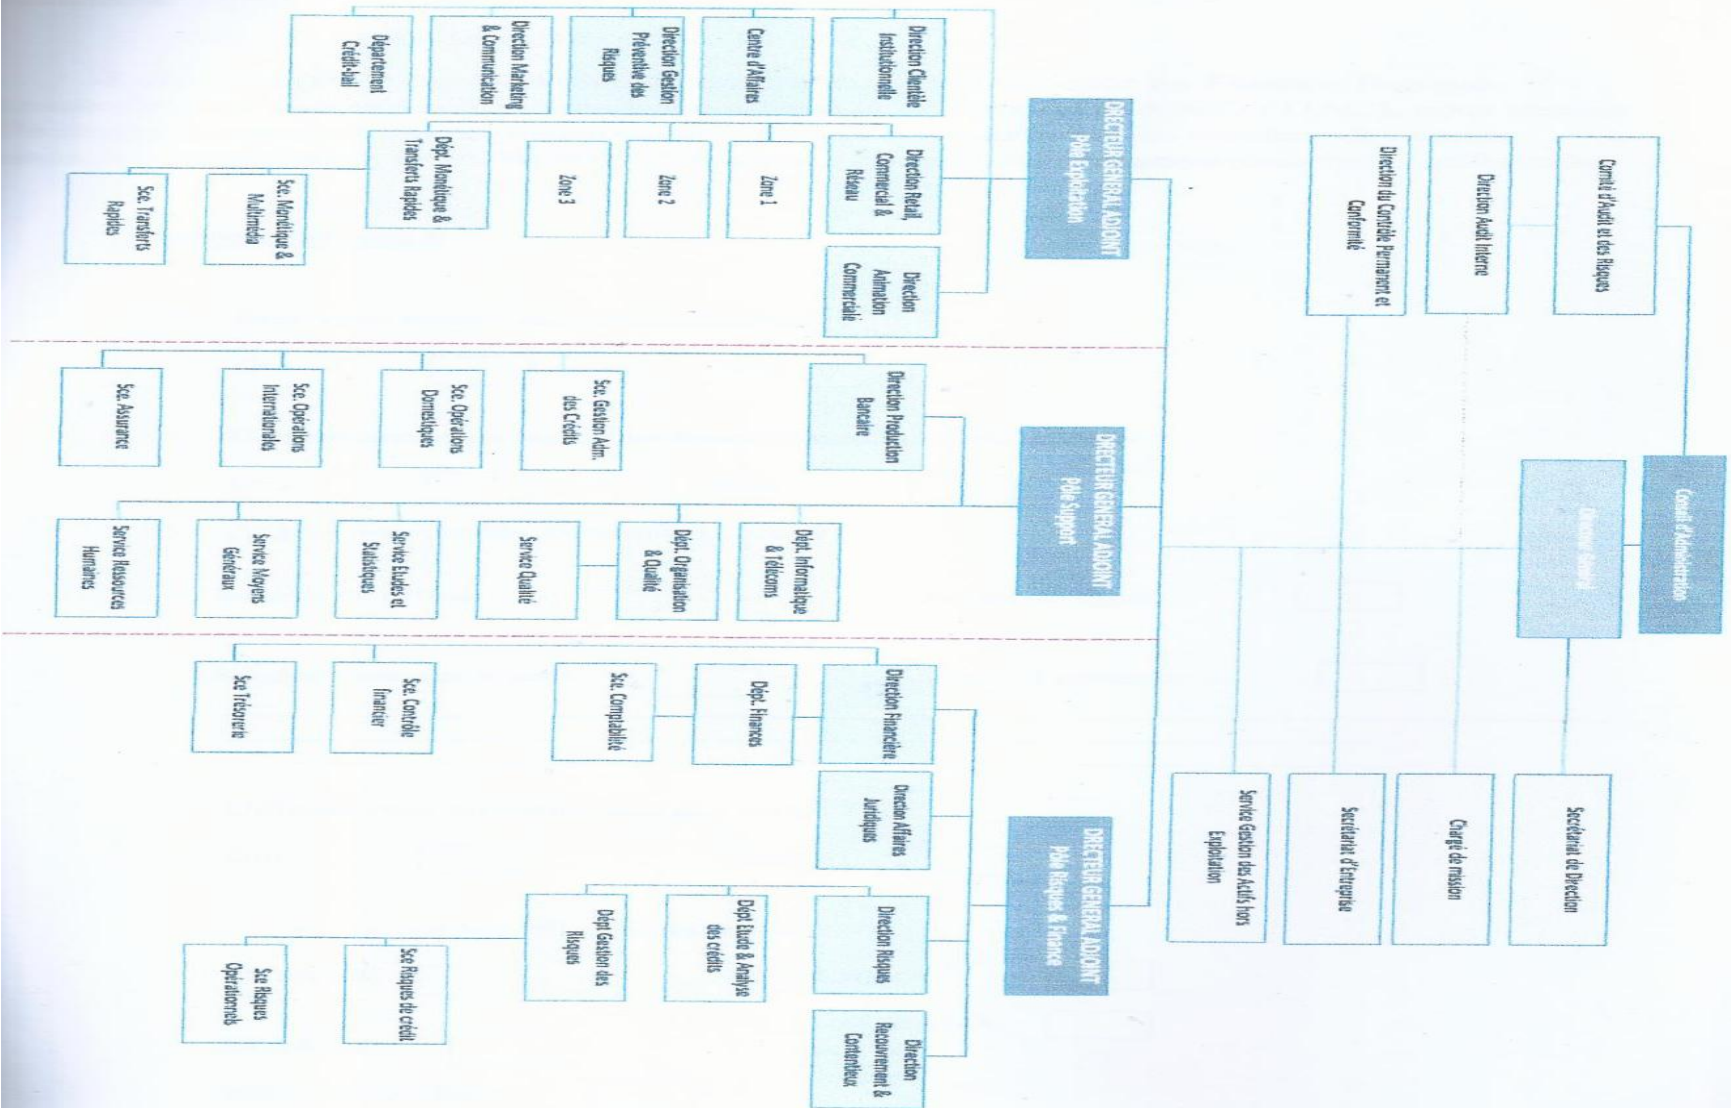 Conseil d'Administration
Directeur Général
Comité d'Audit et des Risques
Direction Audit Interne
Direction du Contrôle Permanent et
Conformité
Secrétariat de Direction
Chargé de mission
Secrétariat d'Entreprise
Service Gestion des Actifs hors
Exploitation
DIRECTEUR GENERAL ADJOINT
Pôle Exploitation
Direction Clientèle
Institutionnelle
Centre d'Affaires
Direction Gestion
Préventive des
Risques
Direction Marketing
& Communication
Département
Crédit-bail
Direction Retail,
Commercial &
Réseau
Zone 1
Zone 2
Zone 3
Dépt. Monétique &
Transferts Rapides
Sce. Monétique &
Multimédia
Sce. Transferts
Rapides
Direction
Animation
Commerciale
DIRECTEUR GENERAL ADJOINT
Pôle Support
Direction Production
Bancaire
Sce. Gestion Adm.
des Crédits
Sce. Opérations
Domestiques
Sce. Opérations
Internationales
Sce. Assurance
Dépt. Informatique
& Télécoms
Dépt. Organisation
& Qualité
Service Qualité
Service Etudes et
Statistiques
Service Moyens
Généraux
Service Ressources
Humaines
DIRECTEUR GENERAL ADJOINT
Pôle Risques & Finance
Direction Financière
Dépt. Finances
Sce. Comptabilité
Sce. Contrôle
financier
Sce Trésorerie
Direction Affaires
Juridiques
Direction Risques
Dépt Etude & Analyse
des crédits
Dépt Gestion des
Risques
Sce Risques de crédit
Sce Risques
Opérationnels
Direction
Recouvrement &
Contentieux